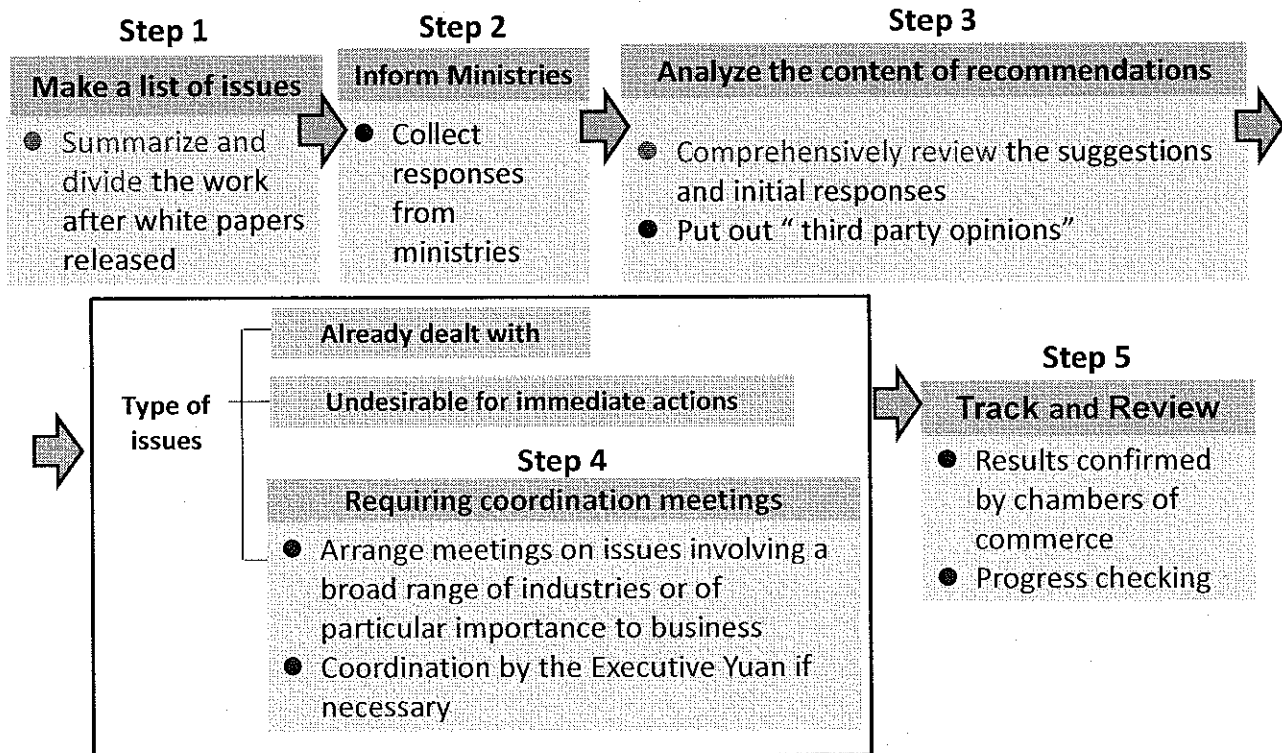 Step 1
Make a list of issues
● Summarize and
divide the work
after white papers
released
Step 2
Inform Ministries
● Collect
responses
from
ministries
Step 3
Analyze the content of recommendations
● Comprehensively review the suggestions
and initial responses
● Put out “ third party opinions”
Type of
issues
Already dealt with
Undesirable for immediate actions
Step 4
Requiring coordination meetings
● Arrange meetings on issues involving a
broad range of industries or of
particular importance to business
● Coordination by the Executive Yuan if
necessary
Step 5
Track and Review
● Results confirmed
by chambers of
commerce
● Progress checking